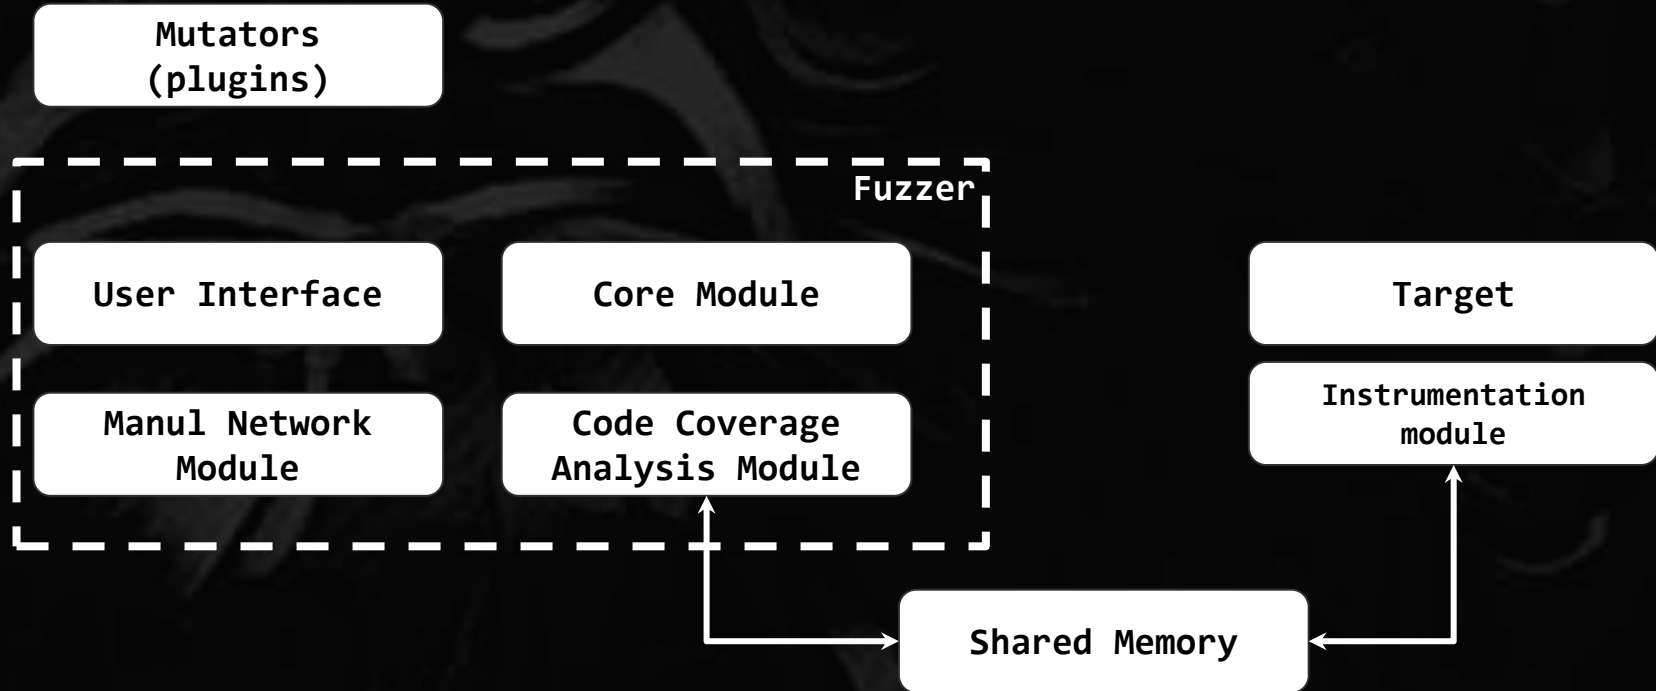 Mutators
(plugins)
Fuzzer
User Interface
Core Module
Target
Manul Network
Module
Code Coverage
Analysis Module
Instrumentation
module
Shared Memory